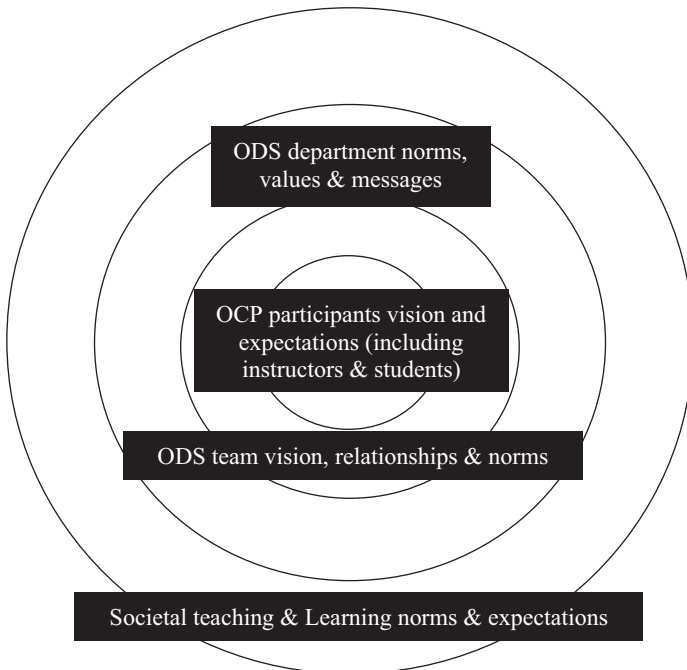 ODS department norms,
values & messages
OCP participants vision and
expectations (including
instructors & students)
ODS team vision, relationships & norms
Societal teaching & Learning norms & expectations